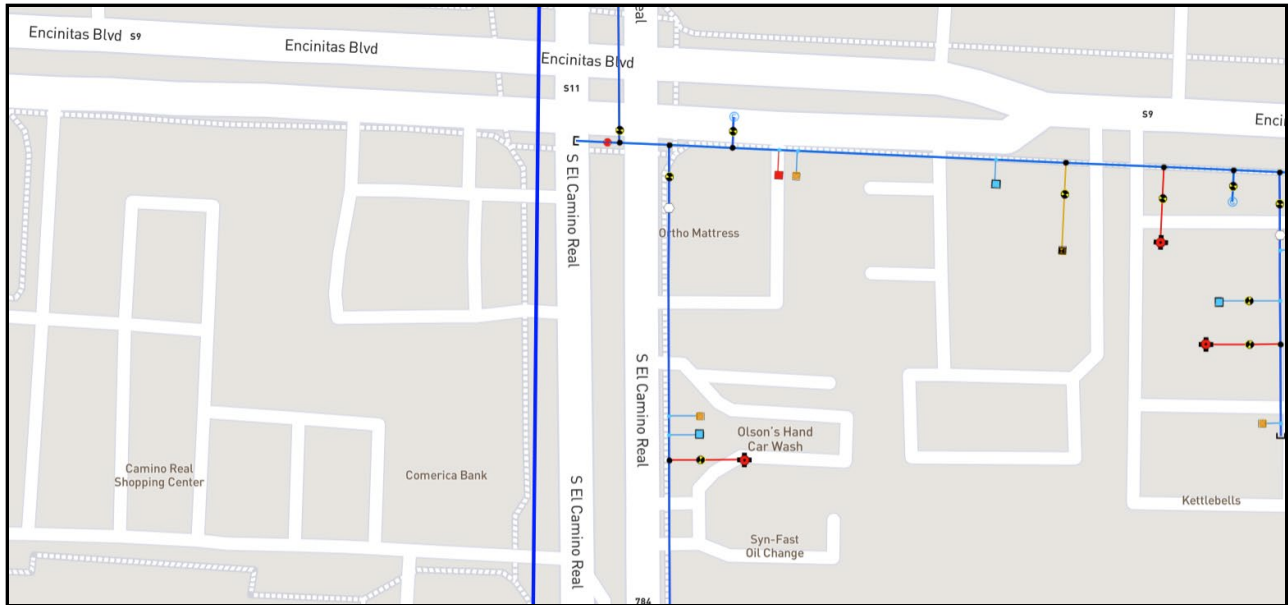 eal
Encinitas Blvd S9
Encinitas Blvd
Encinitas Blvd
S11
S9
Enci
S El Camino Real
Ortho Mattress
S El Camino Real
Olson's Hand
Car Wash
Camino Real
Shopping Center
Comerica Bank
S El Camino Real
Kettlebells
Syn-Fast
Oil Change
784